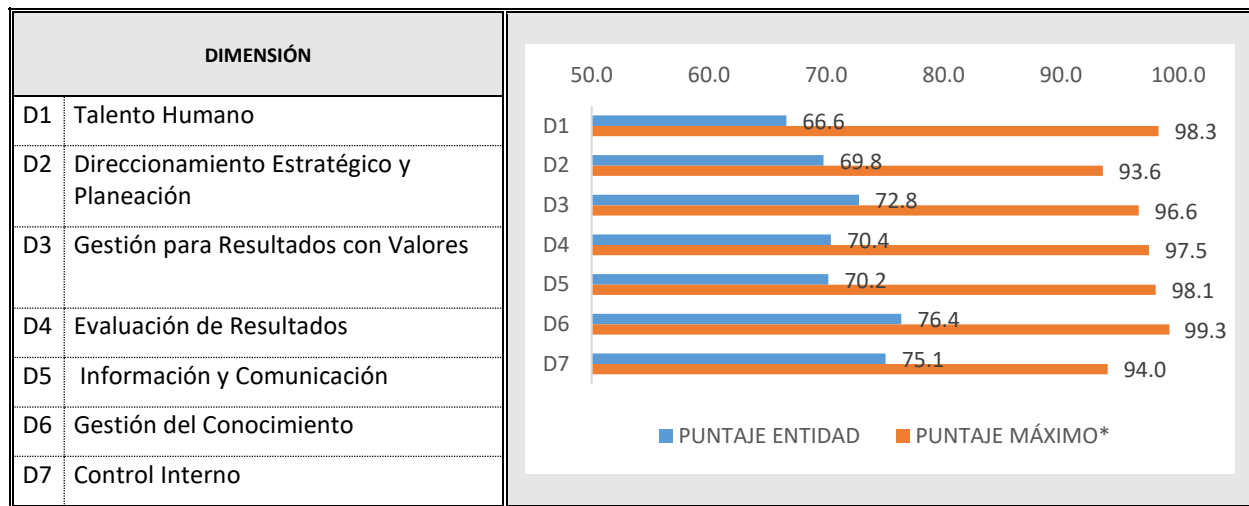 DIMENSIÓN
D1 Talento Humano
D2 Direccionamiento Estratégico y
Planeación
D3 Gestión para Resultados con Valores
D4 Evaluación de Resultados
D5 Información y Comunicación
D6 Gestión del Conocimiento
D7 Control Interno
50.0 60.0 70.0 80.0 90.0 100.0
D1 66.6 98.3
D2 69.8 93.6
D3 72.8 96.6
D4 70.4 97.5
D5 70.2 98.1
D6 76.4 99.3
D7 75.1 94.0
PUNTAJE ENTIDAD PUNTAJE MÁXIMO*